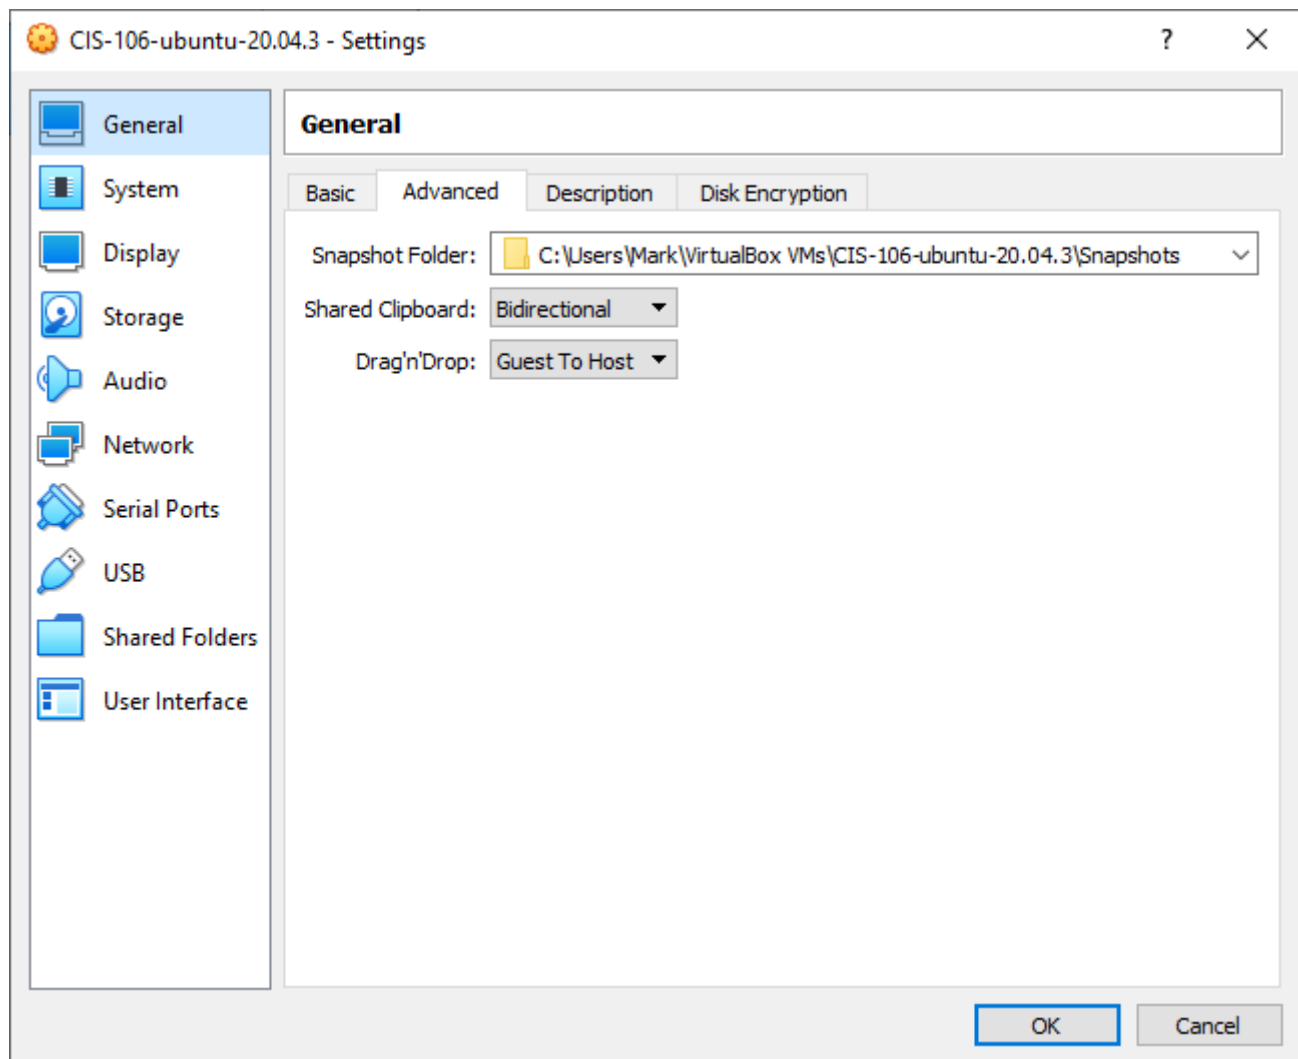 CIS-106-ubuntu-20.04.3 - Settings
?
General
System
Display
Storage
Audio
Network
Serial Ports
USB
Shared Folders
User Interface
General
Basic Advanced Description Disk Encryption
Snapshot Folder: C:\Users\Mark\VirtualBox VMs\CIS-106-ubuntu-20.04.3\Snapshots
Shared Clipboard: Bidirectional
Drag'n'Drop: Guest To Host
OK Cancel